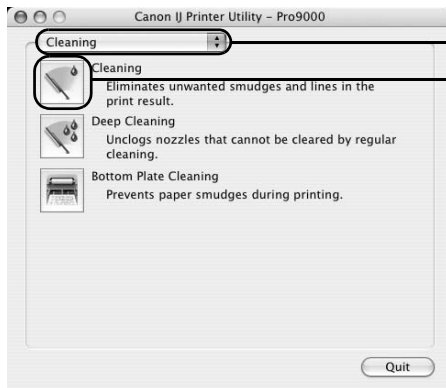 Canon IJ Printer Utility – Pro9000
Cleaning
Cleaning
Eliminates unwanted smudges and lines in the
print result.
Deep Cleaning
Unclogs nozzles that cannot be cleared by regular
cleaning.
Bottom Plate Cleaning
Prevents paper smudges during printing.
Quit